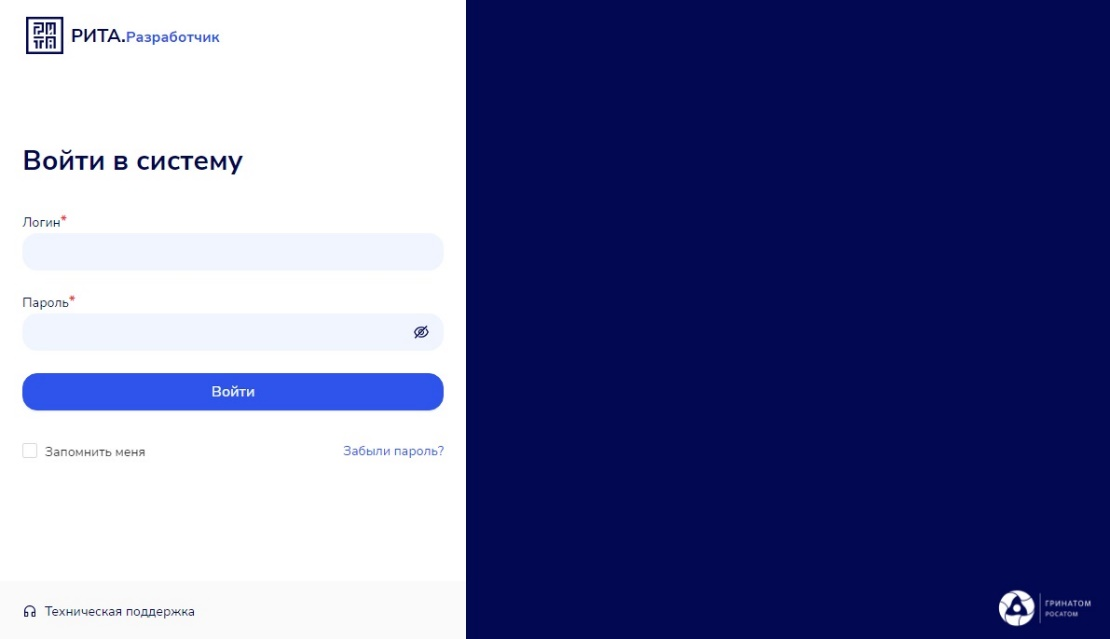 РИТА.Разработчик
Войти в систему
Логин*
Пароль*
Войти
Запомнить меня
Забыли пароль?
Техническая поддержка
ГРИНАТОМ
РОСАТОМ